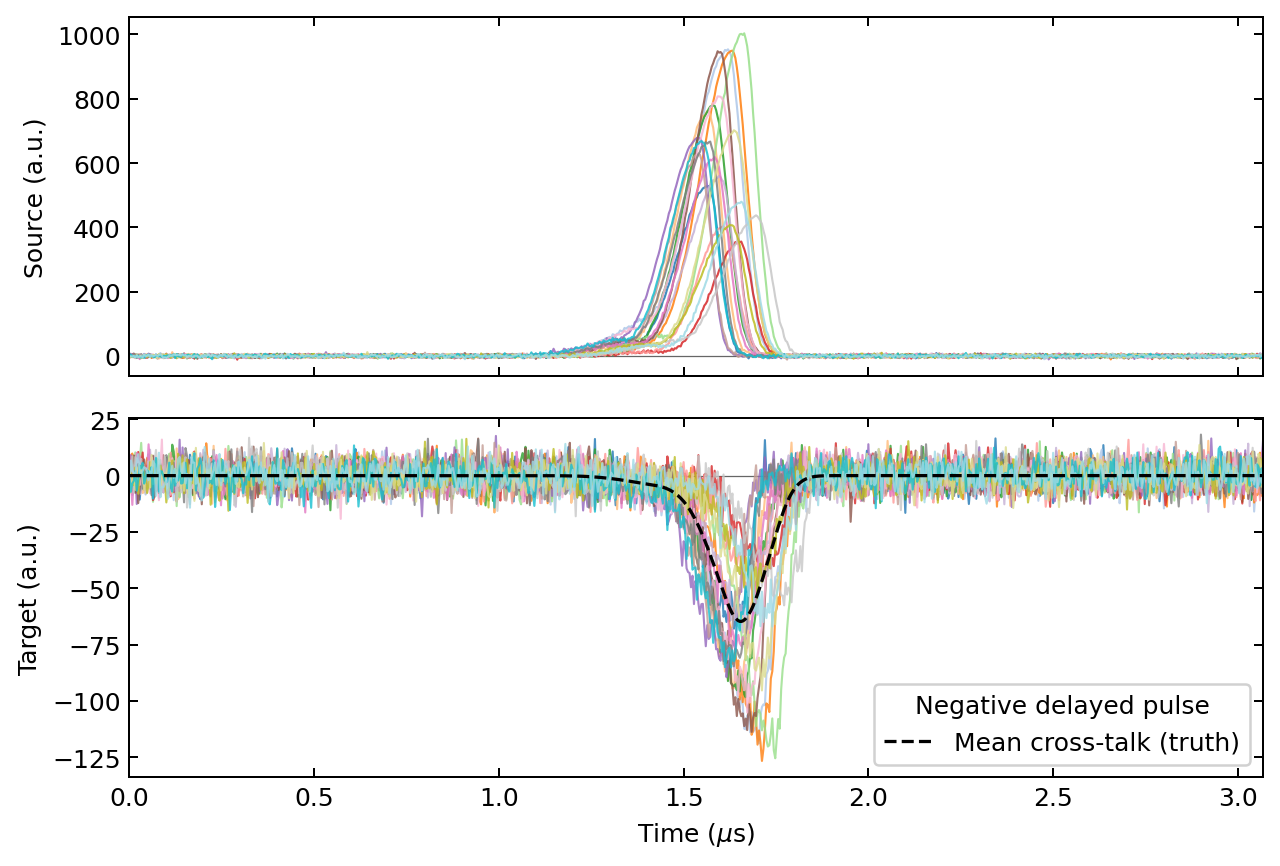 1000
800
600
400
200
0
Source (a.u.)
25
0
−25
−50
−75
−100
−125
Target (a.u.)
Negative delayed pulse
Mean cross-talk (truth)
0.0 0.5 1.0 1.5 2.0 2.5 3.0
Time (μs)